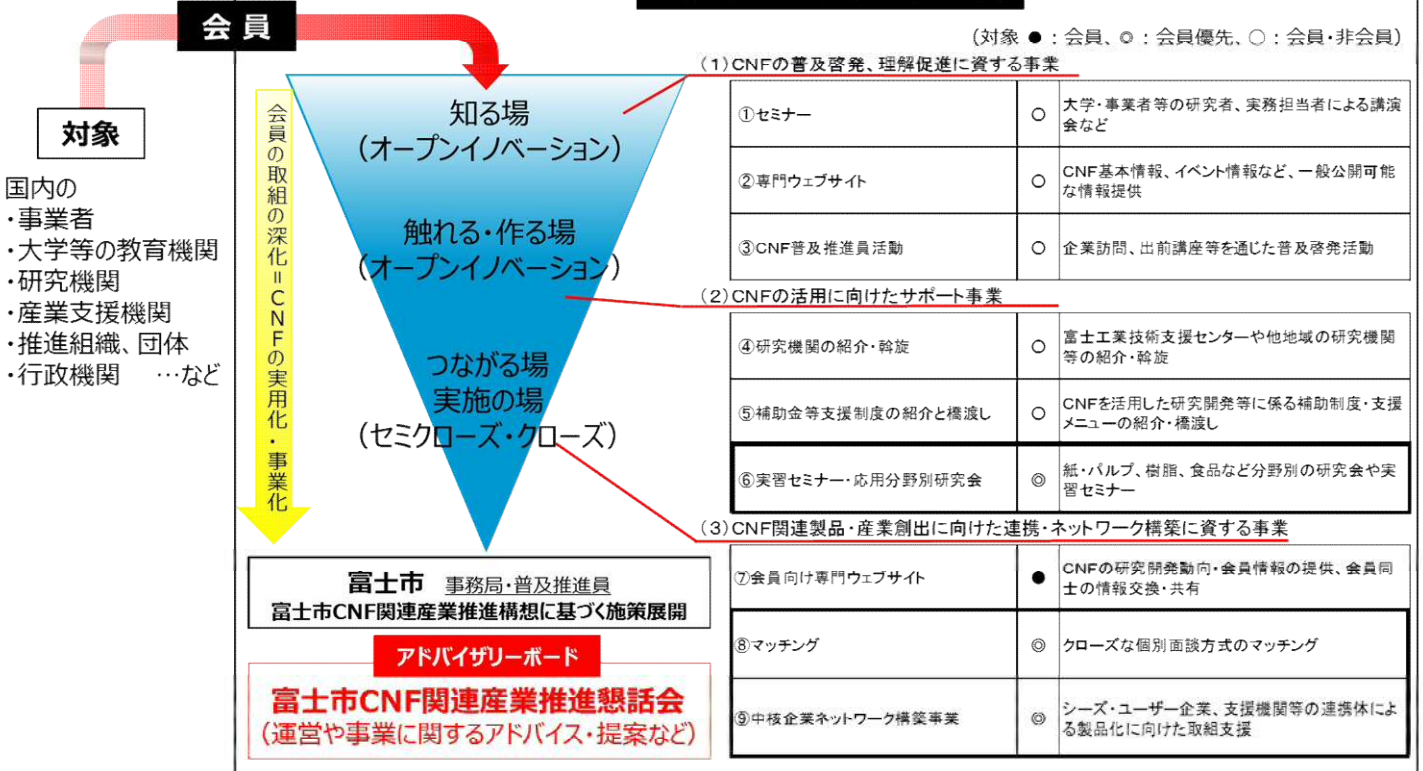 会員
対象
国内の
・事業者
・大学等の教育機関
・研究機関
・産業支援機関
・推進組織、団体
・行政機関　…など
会員の取組の深化＝CNFの実用化・事業化
知る場
（オープンイノベーション）
触れる・作る場
（オープンイノベーション）
つながる場
実施の場
（セミクローズ・クローズ）
富士市　事務局・普及推進員
富士市CNF関連産業推進構想に基づく施策展開
アドバイザリーボード
富士市CNF関連産業推進懇話会
（運営や事業に関するアドバイス・提案など）
（対象 ●：会員、◎：会員優先、○：会員・非会員）
（1）CNFの普及啓発、理解促進に資する事業
①セミナー　○　大学・事業者等の研究者、実務担当者による講演
会など
②専門ウェブサイト　○　CNF基本情報、イベント情報など、一般公開可能
な情報提供
③CNF普及推進員活動　○　企業訪問、出前講座等を通じた普及啓発活動
（2）CNFの活用に向けたサポート事業
④研究機関の紹介・斡旋　○　富士工業技術支援センターや他地域の研究機関
等の紹介・斡旋
⑤補助金等支援制度の紹介と橋渡し　○　CNFを活用した研究開発等に係る補助制度・支援
メニューの紹介・橋渡し
⑥実習セミナー・応用分野別研究会　◎　紙・パルプ、樹脂、食品など分野別の研究会や実
習セミナー
（3）CNF関連製品・産業創出に向けた連携・ネットワーク構築に資する事業
⑦会員向け専門ウェブサイト　●　CNFの研究開発動向・会員情報の提供、会員同
士の情報交換・共有
⑧マッチング　◎　クローズな個別面談方式のマッチング
⑨中核企業ネットワーク構築事業　◎　シーズ・ユーザー企業、支援機関等の連携体によ
る製品化に向けた取組支援